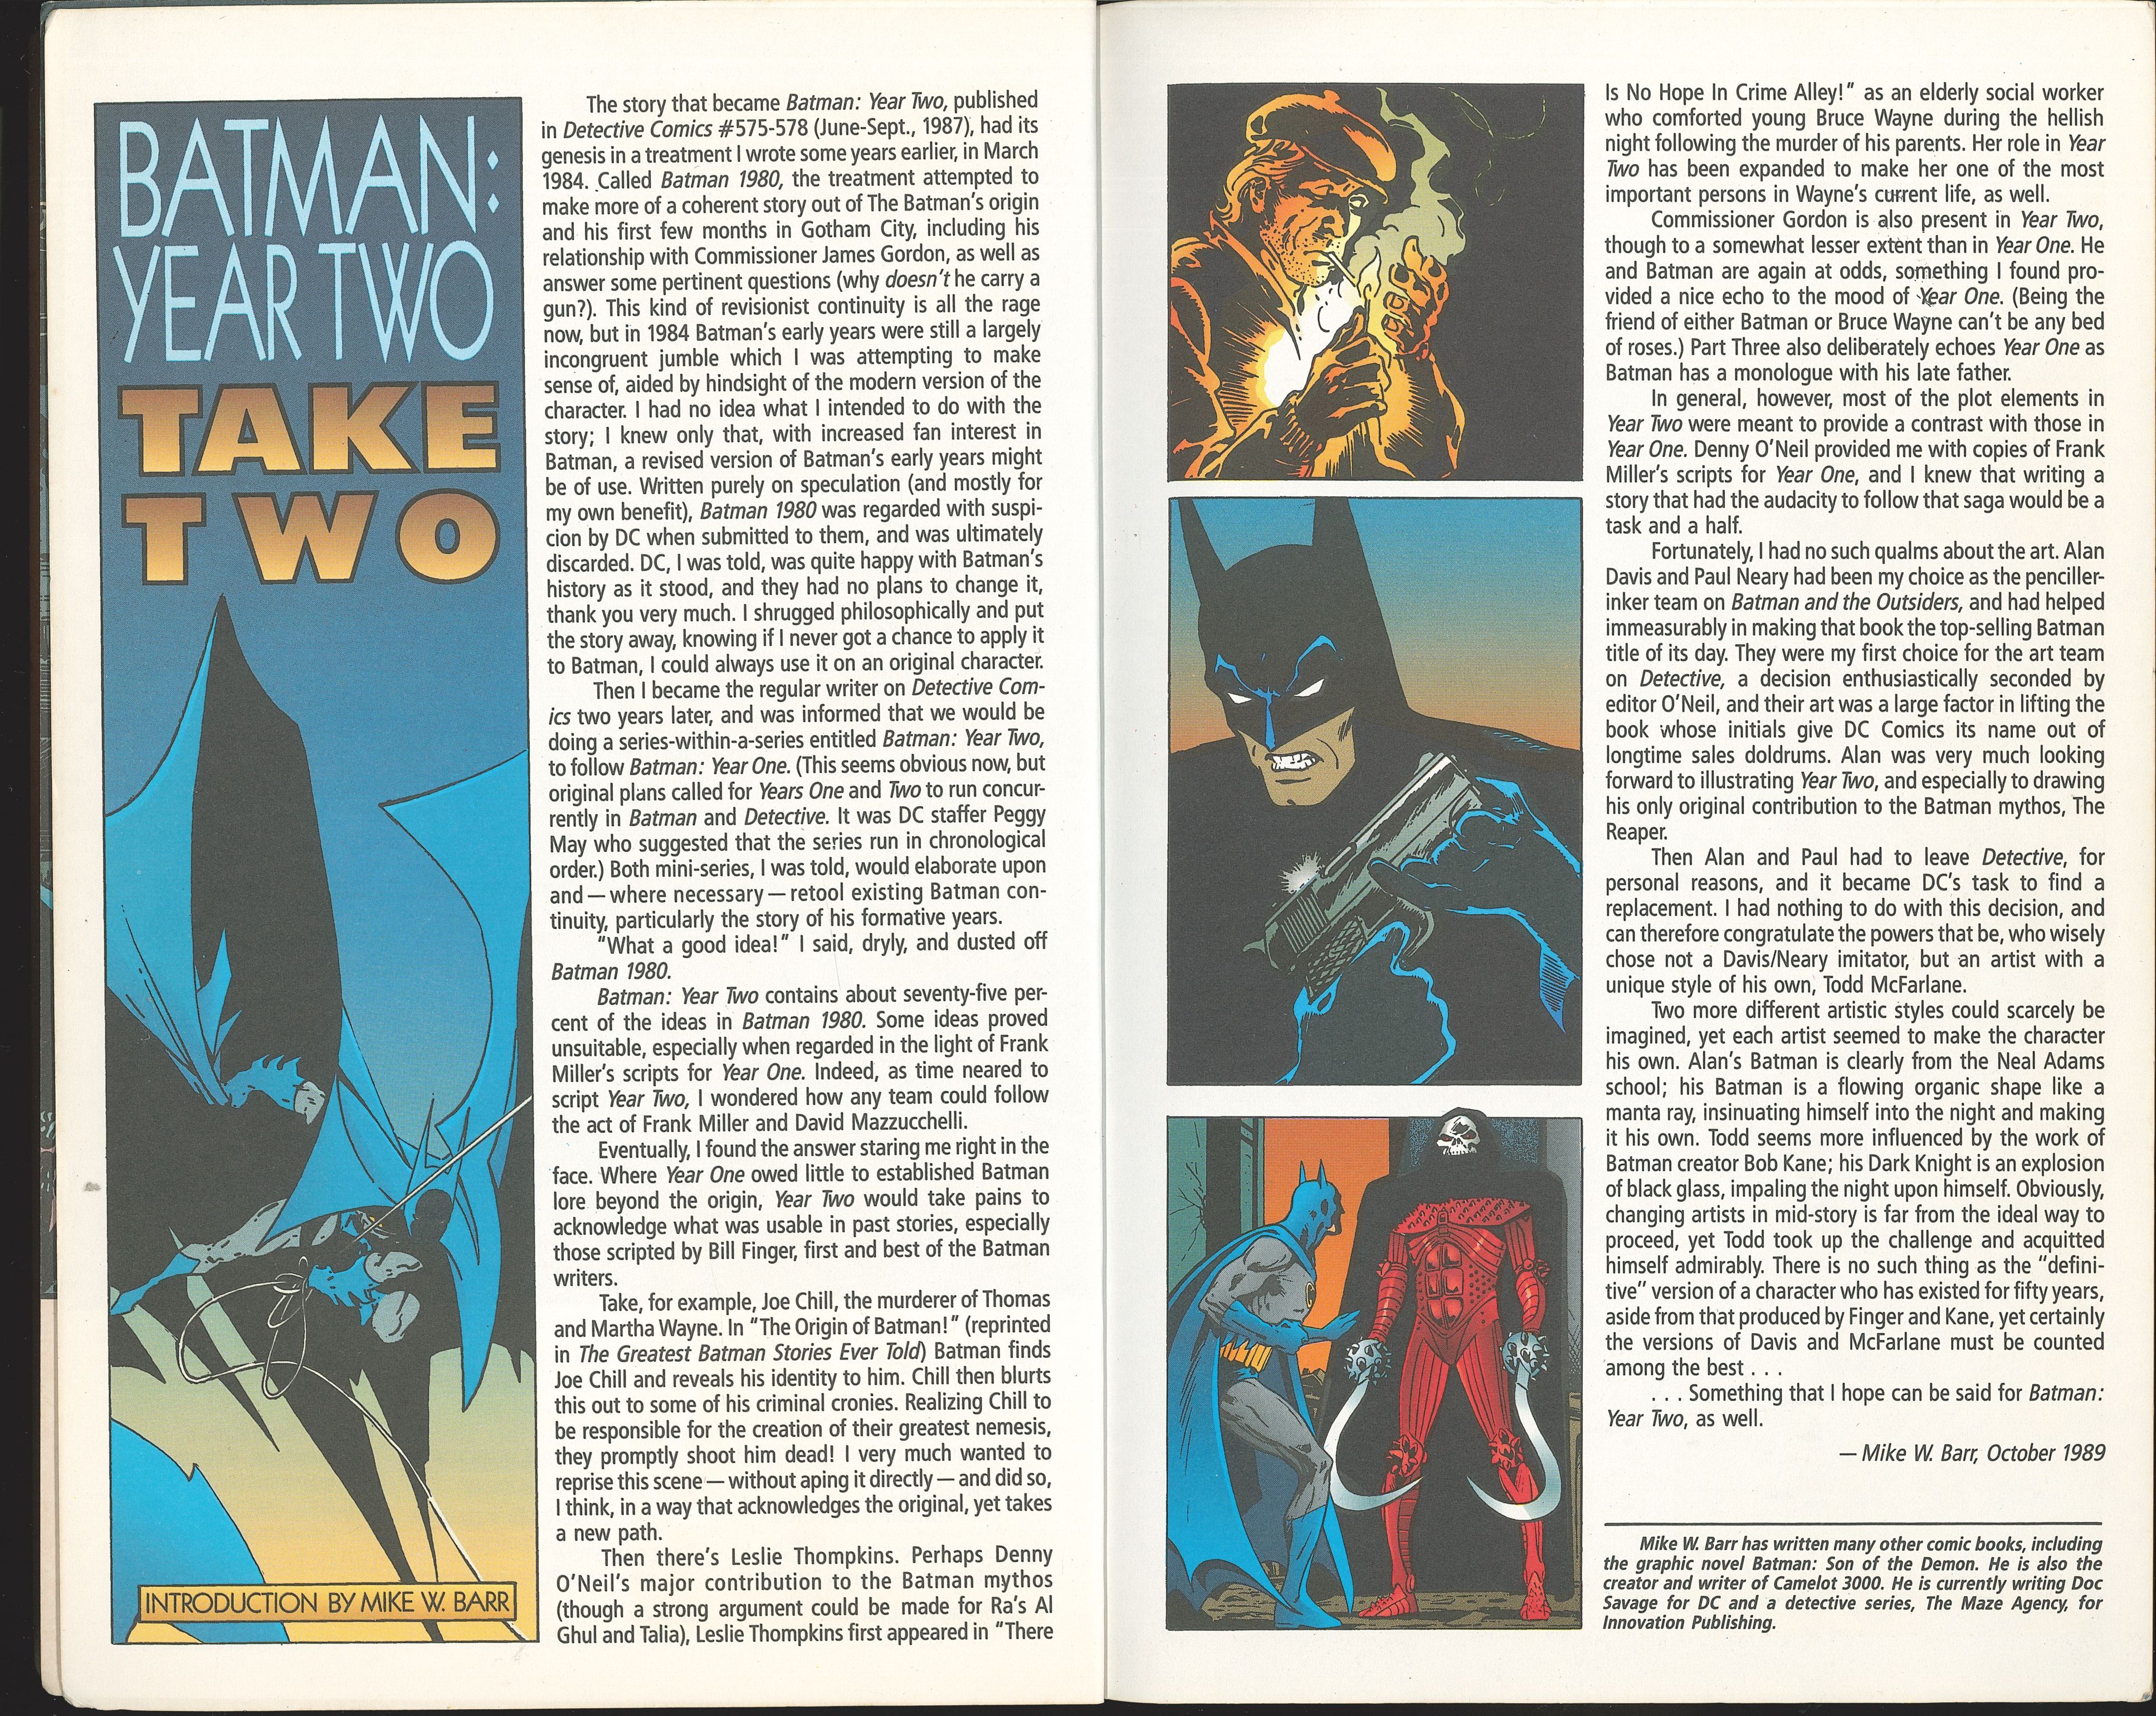 BATMAN:
YEAR TWO
TAKE
TWO
INTRODUCTION BY MIKE W. BARR
The story that became Batman: Year Two, published
in Detective Comics #575-578 (June-Sept., 1987), had its
genesis in a treatment I wrote some years earlier, in March
1984. Called Batman 1980, the treatment attempted to
make more of a coherent story out of The Batman's origin
and his first few months in Gotham City, including his
relationship with Commissioner James Gordon, as well as
answer some pertinent questions (why doesn't he carry a
gun?). This kind of revisionist continuity is all the rage
now, but in 1984 Batman's early years were still a largely
incongruent jumble which I was attempting to make
sense of, aided by hindsight of the modern version of the
character. I had no idea what I intended to do with the
story; I knew only that, with increased fan interest in
Batman, a revised version of Batman's early years might
be of use. Written purely on speculation (and mostly for
my own benefit), Batman 1980 was regarded with suspi-
cion by DC when submitted to them, and was ultimately
discarded. DC, I was told, was quite happy with Batman's
history as it stood, and they had no plans to change it,
thank you very much. I shrugged philosophically and put
the story away, knowing if I never got a chance to apply it
to Batman, I could always use it on an original character.
Then I became the regular writer on Detective Com-
ics two years later, and was informed that we would be
doing a series-within-a-series entitled Batman: Year Two,
to follow Batman: Year One. (This seems obvious now, but
original plans called for Years One and Two to run concur-
rently in Batman and Detective. It was DC staffer Peggy
May who suggested that the series run in chronological
order.) Both mini-series, I was told, would elaborate upon
and — where necessary — retool existing Batman con-
tinuity, particularly the story of his formative years.
"What a good idea!" I said, dryly, and dusted off
Batman 1980.
Batman: Year Two contains about seventy-five per-
cent of the ideas in Batman 1980. Some ideas proved
unsuitable, especially when regarded in the light of Frank
Miller's scripts for Year One. Indeed, as time neared to
script Year Two, I wondered how any team could follow
the act of Frank Miller and David Mazzucchelli.
Eventually, I found the answer staring me right in the
face. Where Year One owed little to established Batman
lore beyond the origin, Year Two would take pains to
acknowledge what was usable in past stories, especially
those scripted by Bill Finger, first and best of the Batman
writers.
Take, for example, Joe Chill, the murderer of Thomas
and Martha Wayne. In "The Origin of Batman!" (reprinted
in The Greatest Batman Stories Ever Told) Batman finds
Joe Chill and reveals his identity to him. Chill then blurts
this out to some of his criminal cronies. Realizing Chill to
be responsible for the creation of their greatest nemesis,
they promptly shoot him dead! I very much wanted to
reprise this scene — without aping it directly — and did so,
I think, in a way that acknowledges the original, yet takes
a new path.
Then there's Leslie Thompkins. Perhaps Denny
O'Neil's major contribution to the Batman mythos
(though a strong argument could be made for Ra's Al
Ghul and Talia), Leslie Thompkins first appeared in "There
Is No Hope In Crime Alley!" as an elderly social worker
who comforted young Bruce Wayne during the hellish
night following the murder of his parents. Her role in Year
Two has been expanded to make her one of the most
important persons in Wayne's current life, as well.
Commissioner Gordon is also present in Year Two,
though to a somewhat lesser extent than in Year One. He
and Batman are again at odds, something I found pro-
vided a nice echo to the mood of Year One. (Being the
friend of either Batman or Bruce Wayne can't be any bed
of roses.) Part Three also deliberately echoes Year One as
Batman has a monologue with his late father.
In general, however, most of the plot elements in
Year Two were meant to provide a contrast with those in
Year One. Denny O'Neil provided me with copies of Frank
Miller's scripts for Year One, and I knew that writing a
story that had the audacity to follow that saga would be a
task and a half.
Fortunately, I had no such qualms about the art. Alan
Davis and Paul Neary had been my choice as the penciller-
inker team on Batman and the Outsiders, and had helped
immeasurably in making that book the top-selling Batman
title of its day. They were my first choice for the art team
on Detective, a decision enthusiastically seconded by
editor O'Neil, and their art was a large factor in lifting the
book whose initials give DC Comics its name out of
longtime sales doldrums. Alan was very much looking
forward to illustrating Year Two, and especially to drawing
his only original contribution to the Batman mythos, The
Reaper.
Then Alan and Paul had to leave Detective, for
personal reasons, and it became DC's task to find a
replacement. I had nothing to do with this decision, and
can therefore congratulate the powers that be, who wisely
chose not a Davis/Neary imitator, but an artist with a
unique style of his own, Todd McFarlane.
Two more different artistic styles could scarcely be
imagined, yet each artist seemed to make the character
his own. Alan's Batman is clearly from the Neal Adams
school; his Batman is a flowing organic shape like a
manta ray, insinuating himself into the night and making
it his own. Todd seems more influenced by the work of
Batman creator Bob Kane; his Dark Knight is an explosion
of black glass, impaling the night upon himself. Obviously,
changing artists in mid-story is far from the ideal way to
proceed, yet Todd took up the challenge and acquitted
himself admirably. There is no such thing as the "defini-
tive" version of a character who has existed for fifty years,
aside from that produced by Finger and Kane, yet certainly
the versions of Davis and McFarlane must be counted
among the best . . .
. . . Something that I hope can be said for Batman:
Year Two, as well.
— Mike W. Barr, October 1989
Mike W. Barr has written many other comic books, including
the graphic novel Batman: Son of the Demon. He is also the
creator and writer of Camelot 3000. He is currently writing Doc
Savage for DC and a detective series, The Maze Agency, for
Innovation Publishing.